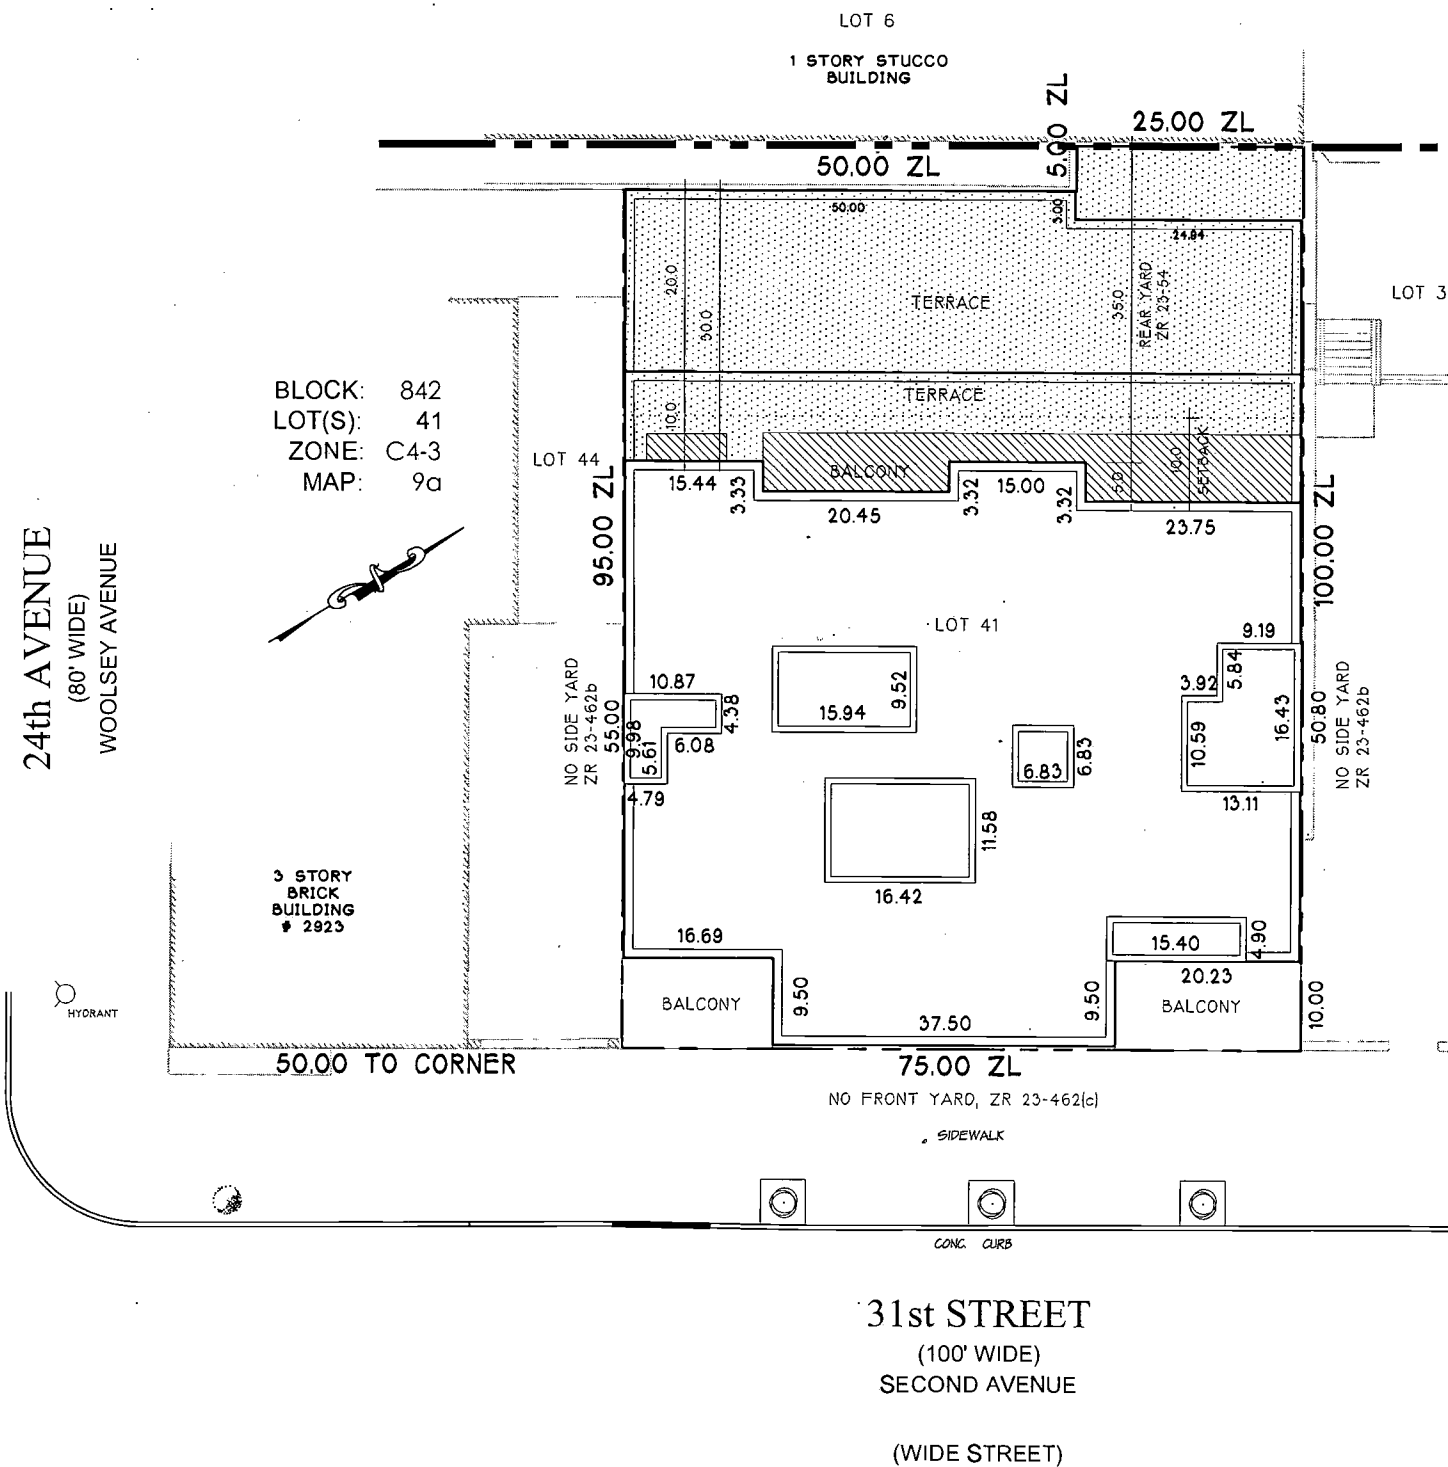 LOT 6
1 STORY STUCCO
BUILDING
5.00 ZL
25.00 ZL
50.00 ZL
50.00
3.00
24.94
20.0
30.0
TERRACE
35.0
REAR YARD
ZR 23-54
LOT 3
BLOCK: 842
LOT(S): 41
ZONE: C4-3
MAP: 9a
TERRACE
10.0
LOT 44
BALCONY
5.0
10.0
SETBACK
15.44
3.33
20.45
3.32
15.00
3.32
23.75
95.00 ZL
100.00 ZL
24th AVENUE
(80' WIDE)
WOOLSEY AVENUE
LOT 41
9.19
5.84
3.92
10.59
16.43
13.11
NO SIDE YARD
ZR 23-462b
55.00
10.87
4.38
9.98
5.61
6.08
4.79
15.94
9.52
6.83
6.83
50.80
NO SIDE YARD
ZR 23-462b
11.58
16.42
3 STORY
BRICK
BUILDING
# 2923
16.69
15.40
4.90
20.23
BALCONY
9.50
37.50
9.50
BALCONY
10.00
HYDRANT
50.00 TO CORNER
75.00 ZL
NO FRONT YARD, ZR 23-462(c)
SIDEWALK
CONC. CURB
31st STREET
(100' WIDE)
SECOND AVENUE
(WIDE STREET)